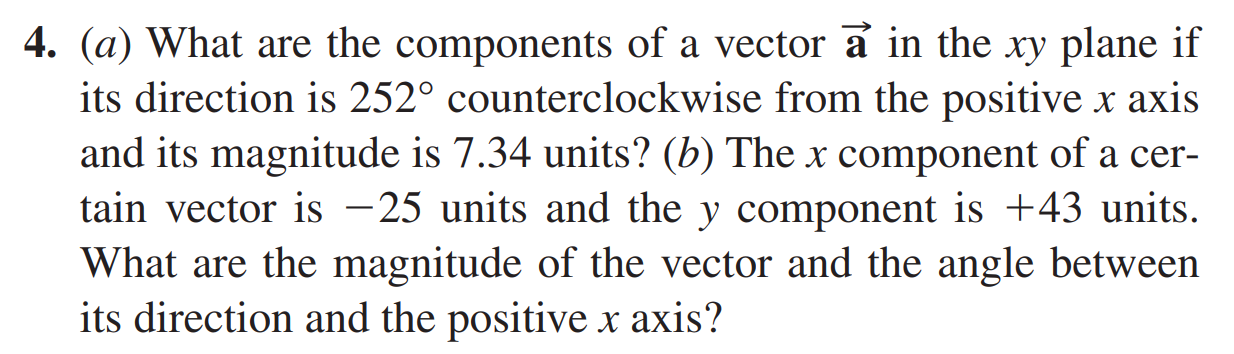 4. (a) What are the components of a vector a⃗ in the xy plane if
its direction is 252° counterclockwise from the positive x axis
and its magnitude is 7.34 units? (b) The x component of a cer-
tain vector is −25 units and the y component is +43 units.
What are the magnitude of the vector and the angle between
its direction and the positive x axis?